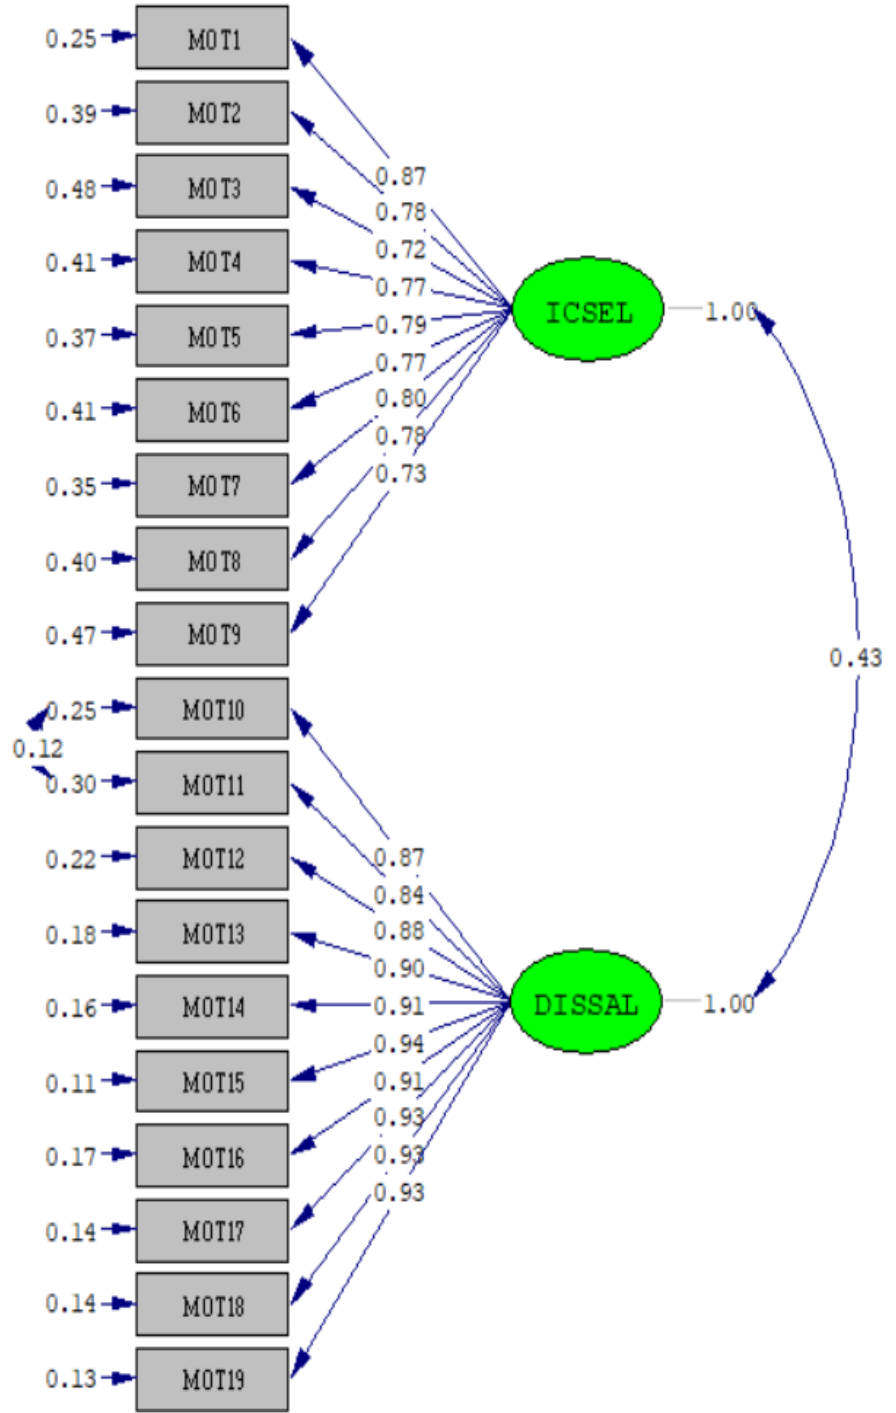 0.25 MOT1
0.39 MOT2
0.87
0.48 MOT3
0.78
0.72
0.41 MOT4
0.77
ICSEL 1.00
0.37 MOT5
0.79
0.77
0.41 MOT6
0.80
0.78
0.35 MOT7
0.73
0.40 MOT8
0.47 MOT9
0.43
0.25 MOT10
0.12
0.30 MOT11
0.22 MOT12
0.87
0.84
0.18 MOT13
0.88
0.90
0.16 MOT14
0.91
DISSAL 1.00
0.94
0.11 MOT15
0.91
0.93
0.17 MOT16
0.93
0.93
0.14 MOT17
0.14 MOT18
0.13 MOT19